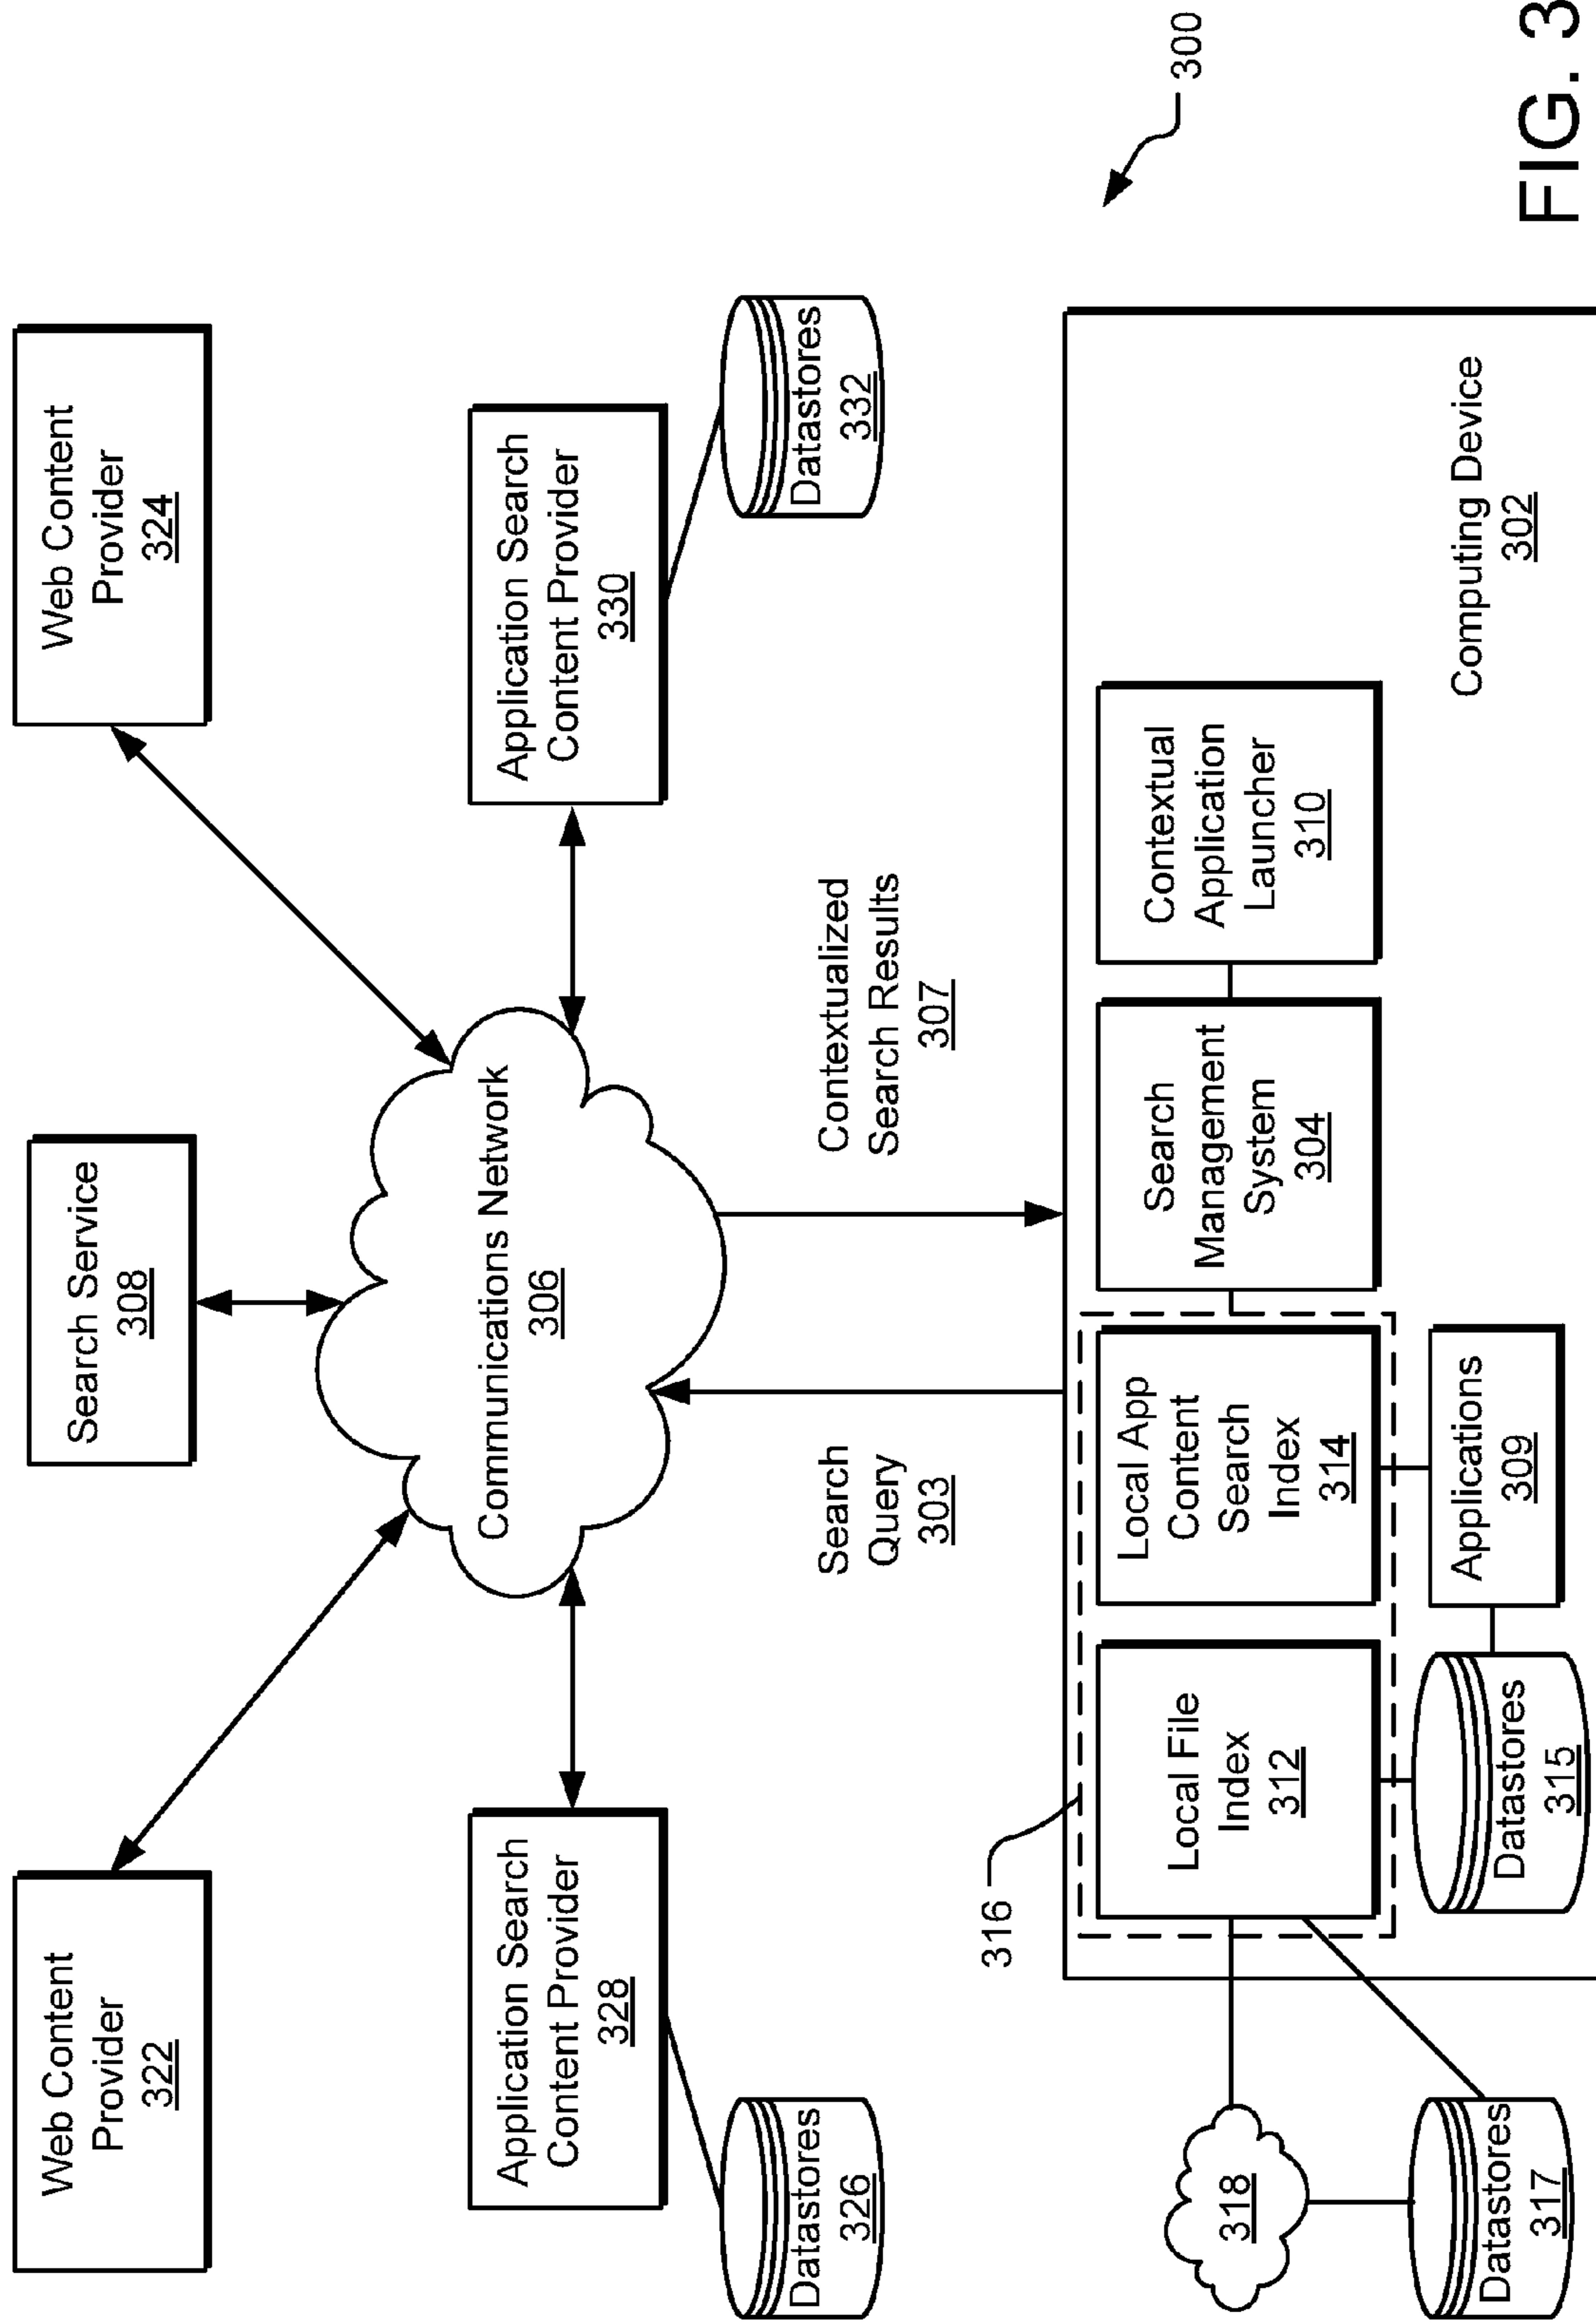 Web Content
Provider
322
Search Service
308
Web Content
Provider
324
Communications Network
306
Application Search
Content Provider
328
Datastores
326
Application Search
Content Provider
330
Datastores
332
Search
Query
303
Contextualized
Search Results
307
316
318
Datastores
317
Local File
Index
312
Local App
Content
Search
Index
314
Search
Management
System
304
Contextual
Application
Launcher
310
Datastores
315
Applications
309
Computing Device
302
300
FIG. 3